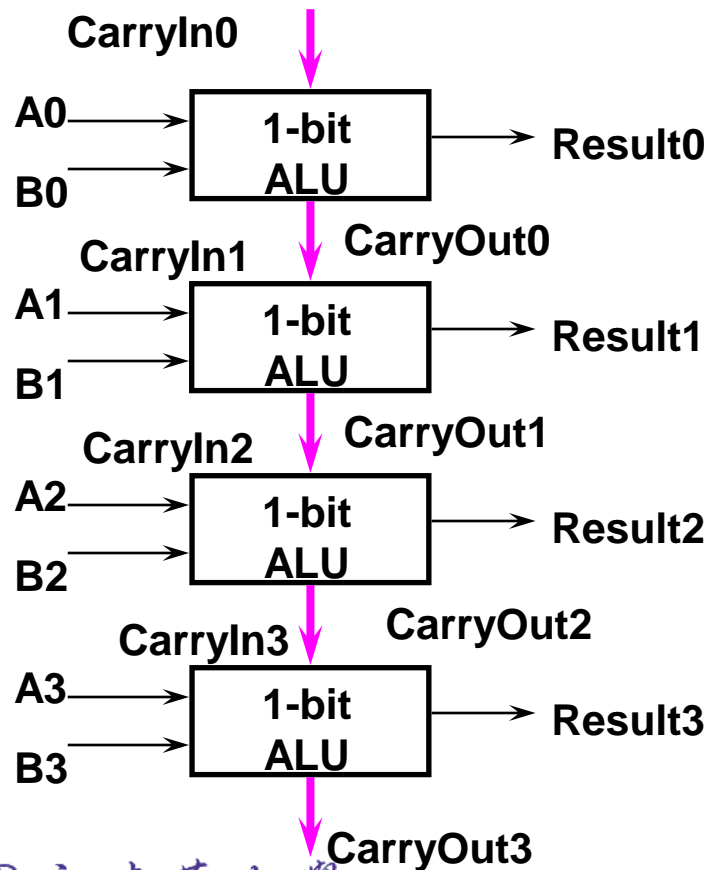 CarryIn0
A0
B0
1-bit
ALU
Result0
CarryIn1
CarryOut0
A1
B1
1-bit
ALU
Result1
CarryIn2
CarryOut1
A2
B2
1-bit
ALU
Result2
CarryIn3
CarryOut2
A3
B3
1-bit
ALU
Result3
CarryOut3